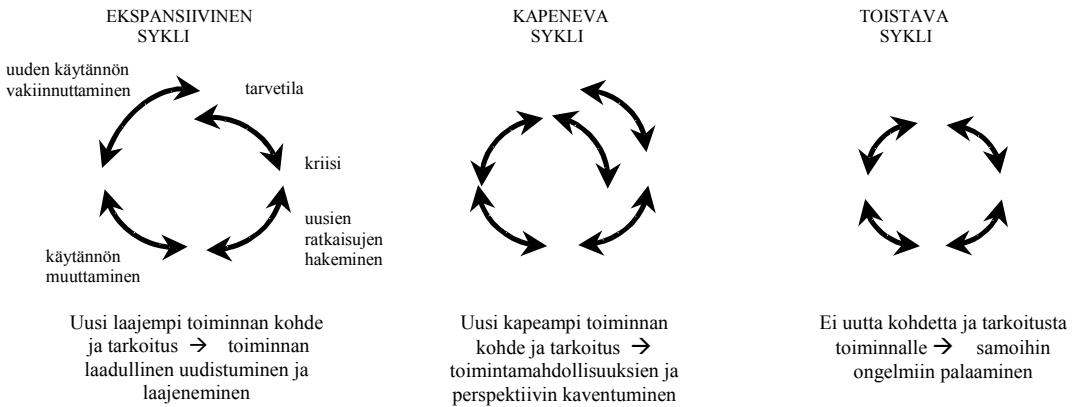 EKSPANSIIVINEN
SYKLI
uuden käytännön
vakiinnuttaminen
tarvetila
kriisi
uusien
ratkaisujen
hakeminen
käytännön
muuttaminen
Uusi laajempi toiminnan kohde
ja tarkoitus → toiminnan
laadullinen uudistuminen ja
laajeneminen
KAPENEVA
SYKLI
Uusi kapeampi toiminnan
kohde ja tarkoitus →
toimintamahdollisuuksien ja
perspektiivin kaventuminen
TOISTAVA
SYKLI
Ei uutta kohdetta ja tarkoitusta
toiminnalle → samoihin
ongelmiin palaaminen